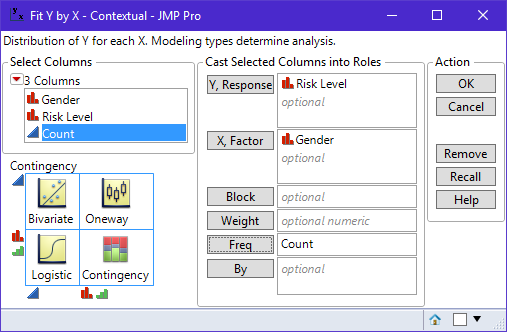 Fit Y by X - Contextual - JMP Pro
Distribution of Y for each X. Modeling types determine analysis.
Select Columns
3 Columns
Gender
Risk Level
Count
Contingency
Bivariate
Oneway
Logistic
Contingency
Cast Selected Columns into Roles
Y, Response
Risk Level
optional
X, Factor
Gender
optional
Block
optional
Weight
optional numeric
Freq
Count
By
optional
Action
OK
Cancel
Remove
Recall
Help